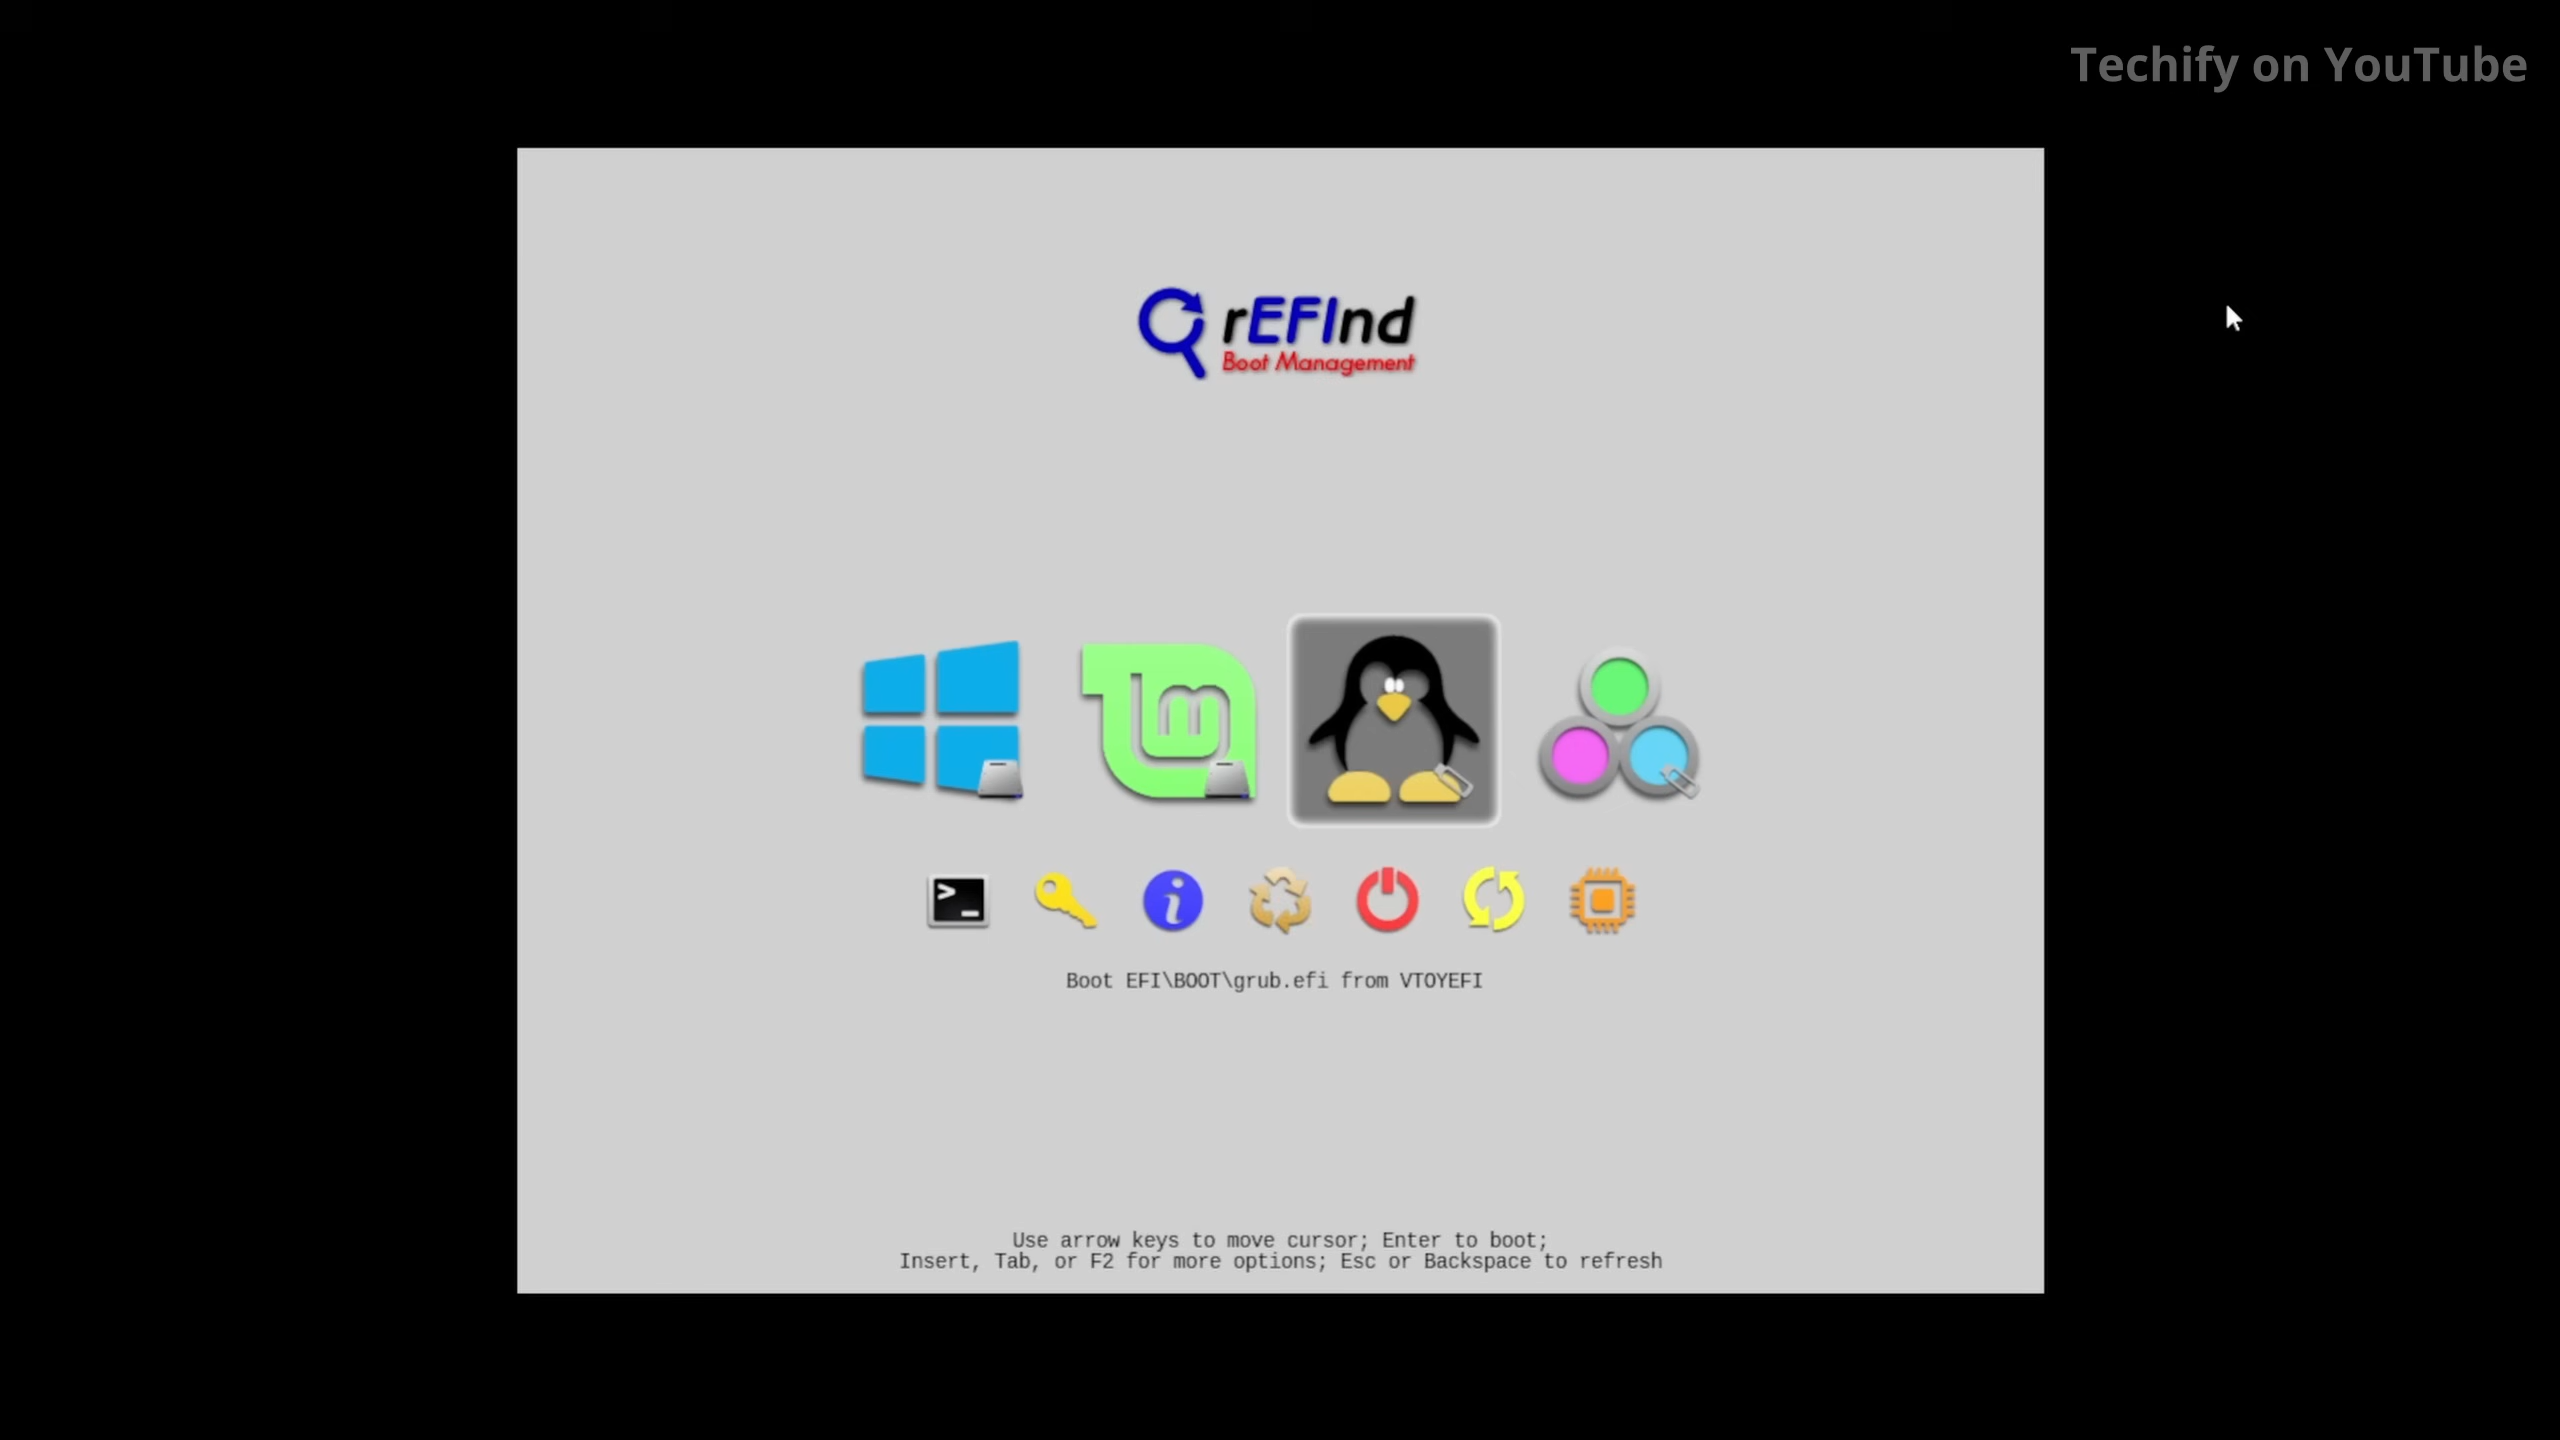 Techify on YouTube
rEFInd
Boot Management
Boot EFI\BOOT\grub.efi from VTOYEFI
Use arrow keys to move cursor; Enter to boot;
Insert, Tab, or F2 for more options; Esc or Backspace to refresh